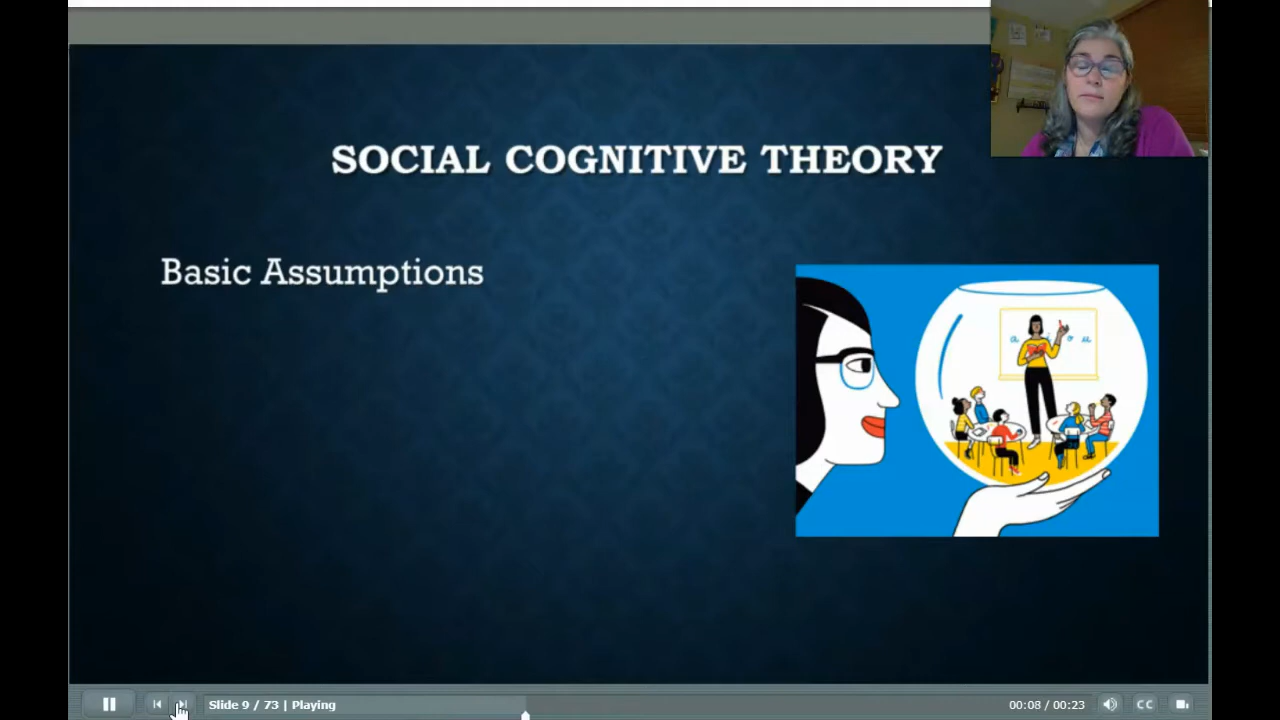 SOCIAL COGNITIVE THEORY
Basic Assumptions
a o u
Slide 9 / 73 | Playing
00:08 / 00:23
CC